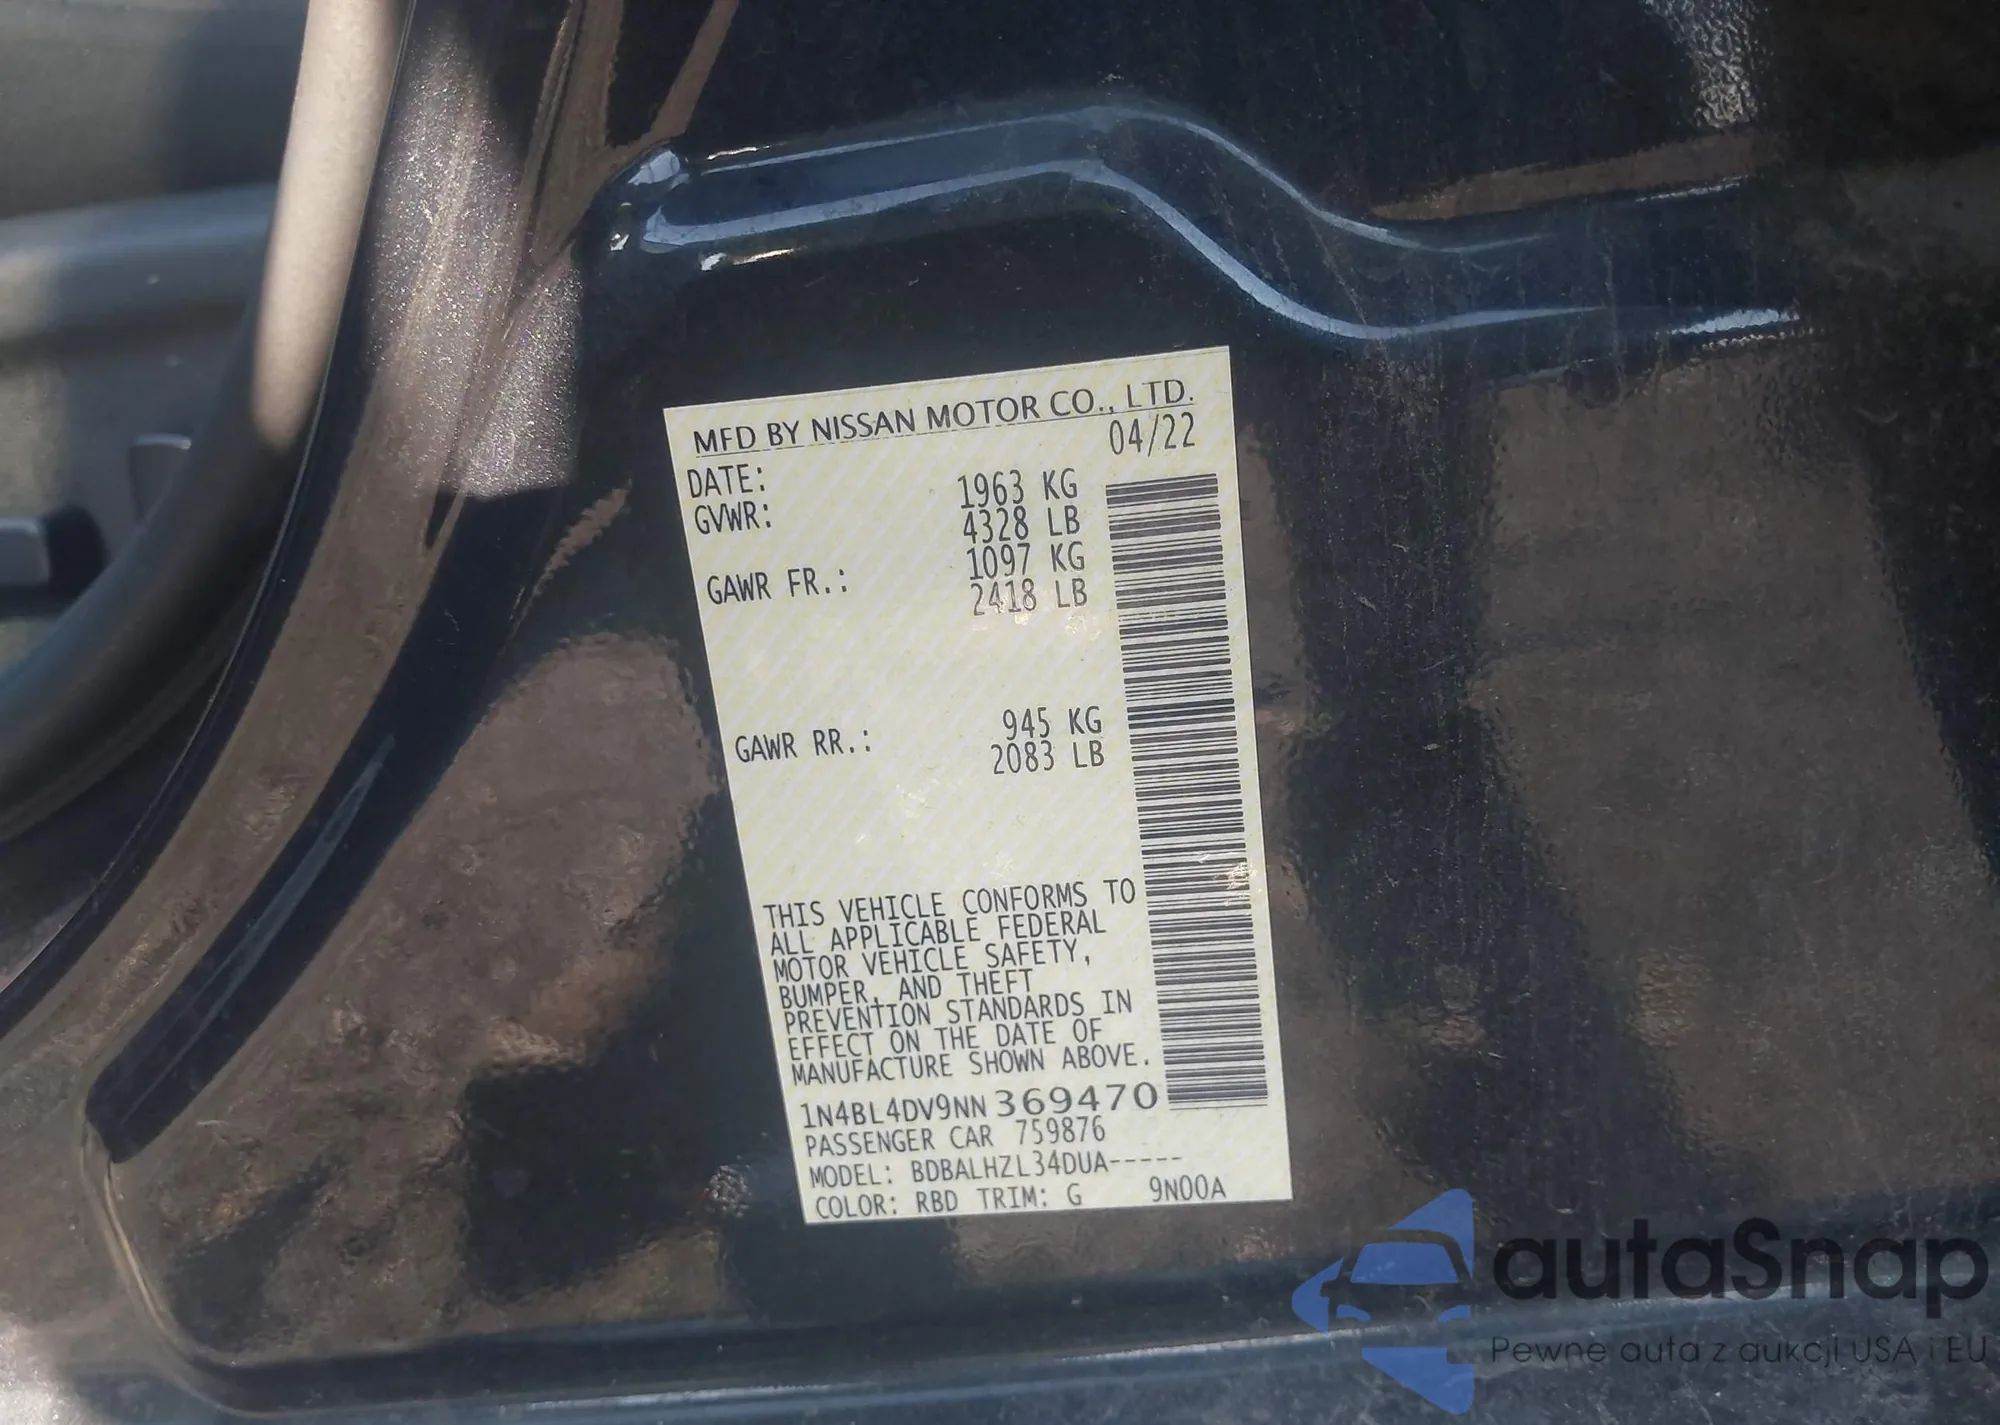 MFD BY NISSAN MOTOR CO., LTD.
DATE: 04/22
GVWR: 1963 KG
4328 LB
GAWR FR.: 1097 KG
2418 LB
GAWR RR.: 945 KG
2083 LB
THIS VEHICLE CONFORMS TO
ALL APPLICABLE FEDERAL
MOTOR VEHICLE SAFETY,
BUMPER, AND THEFT
PREVENTION STANDARDS IN
EFFECT ON THE DATE OF
MANUFACTURE SHOWN ABOVE.
1N4BL4DV9NN369470
PASSENGER CAR 759876
MODEL: BDBALHZL34DUA-----
COLOR: RBD TRIM: G 9N00A
autaSnap
Pewne auta z aukcji USA i EU